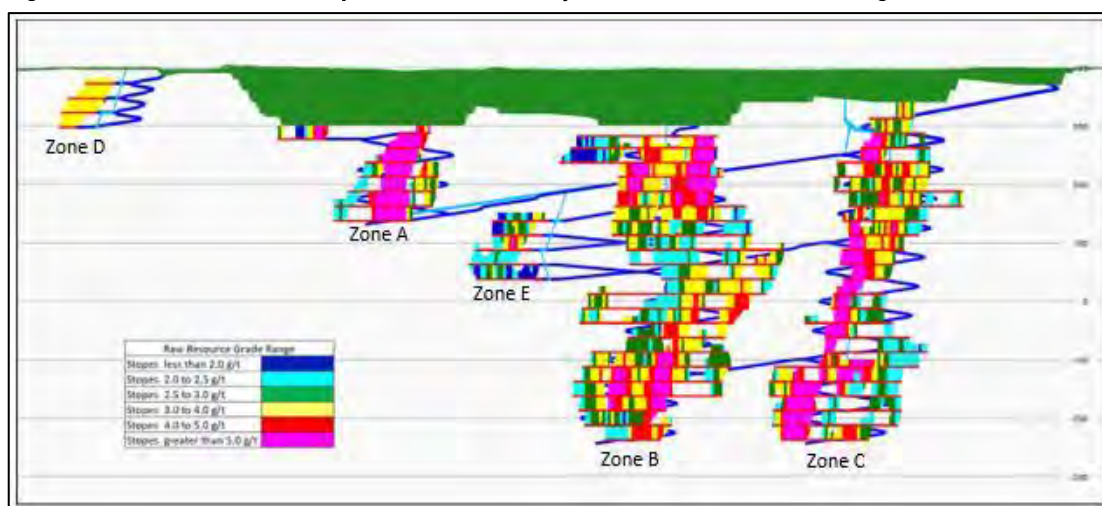 Zone D
Zone A
Zone E
0
Raw Resource Grade Range
Stopes less than 2.0 g/t
Stopes 2.0 to 2.5 g/t
Stopes 2.5 to 3.0 g/t
Stopes 3.0 to 4.0 g/t
Stopes 4.0 to 5.0 g/t
Stopes greater than 5.0 g/t
Zone B
Zone C